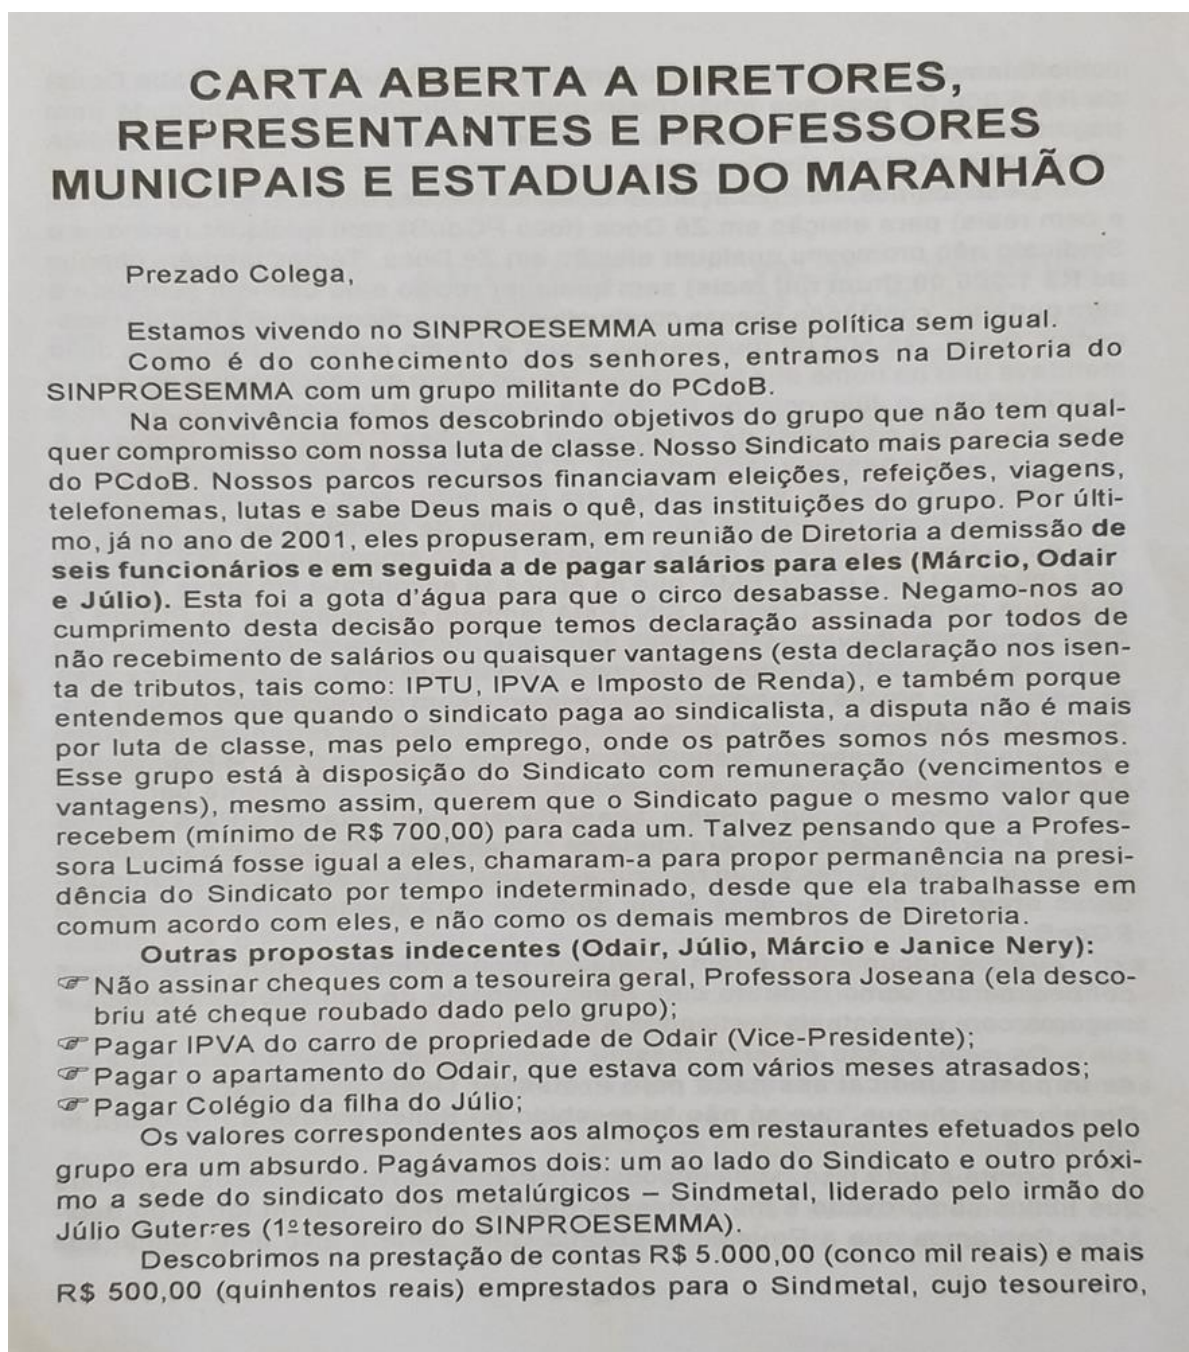 CARTA ABERTA A DIRETORES,
REPRESENTANTES E PROFESSORES
MUNICIPAIS E ESTADUAIS DO MARANHÃO
Prezado Colega,
Estamos vivendo no SINPROESEMMA uma crise política sem igual.
Como é do conhecimento dos senhores, entramos na Diretoria do
SINPROESEMMA com um grupo militante do PCdoB.
Na convivência fomos descobrindo objetivos do grupo que não tem qual-
quer compromisso com nossa luta de classe. Nosso Sindicato mais parecia sede
do PCdoB. Nossos parcos recursos financiavam eleições, refeições, viagens,
telefonemas, lutas e sabe Deus mais o quê, das instituições do grupo. Por últi-
mo, já no ano de 2001, eles propuseram, em reunião de Diretoria a demissão de
seis funcionários e em seguida a de pagar salários para eles (Márcio, Odair
e Júlio). Esta foi a gota d'água para que o circo desabasse. Negamo-nos ao
cumprimento desta decisão porque temos declaração assinada por todos de
não recebimento de salários ou quaisquer vantagens (esta declaração nos isen-
ta de tributos, tais como: IPTU, IPVA e Imposto de Renda), e também porque
entendemos que quando o sindicato paga ao sindicalista, a disputa não é mais
por luta de classe, mas pelo emprego, onde os patrões somos nós mesmos.
Esse grupo está à disposição do Sindicato com remuneração (vencimentos e
vantagens), mesmo assim, querem que o Sindicato pague o mesmo valor que
recebem (mínimo de R$ 700,00) para cada um. Talvez pensando que a Profes-
sora Lucimá fosse igual a eles, chamaram-a para propor permanência na presi-
dência do Sindicato por tempo indeterminado, desde que ela trabalhasse em
comum acordo com eles, e não como os demais membros de Diretoria.
Outras propostas indecentes (Odair, Júlio, Márcio e Janice Nery):
☞ Não assinar cheques com a tesoureira geral, Professora Joseana (ela desco-
briu até cheque roubado dado pelo grupo);
☞ Pagar IPVA do carro de propriedade de Odair (Vice-Presidente);
☞ Pagar o apartamento do Odair, que estava com vários meses atrasados;
☞ Pagar Colégio da filha do Júlio;
Os valores correspondentes aos almoços em restaurantes efetuados pelo
grupo era um absurdo. Pagávamos dois: um ao lado do Sindicato e outro próxi-
mo a sede do sindicato dos metalúrgicos – Sindmetal, liderado pelo irmão do
Júlio Guterres (1º tesoreiro do SINPROESEMMA).
Descobrimos na prestação de contas R$ 5.000,00 (conco mil reais) e mais
R$ 500,00 (quinhentos reais) emprestados para o Sindmetal, cujo tesoureiro,